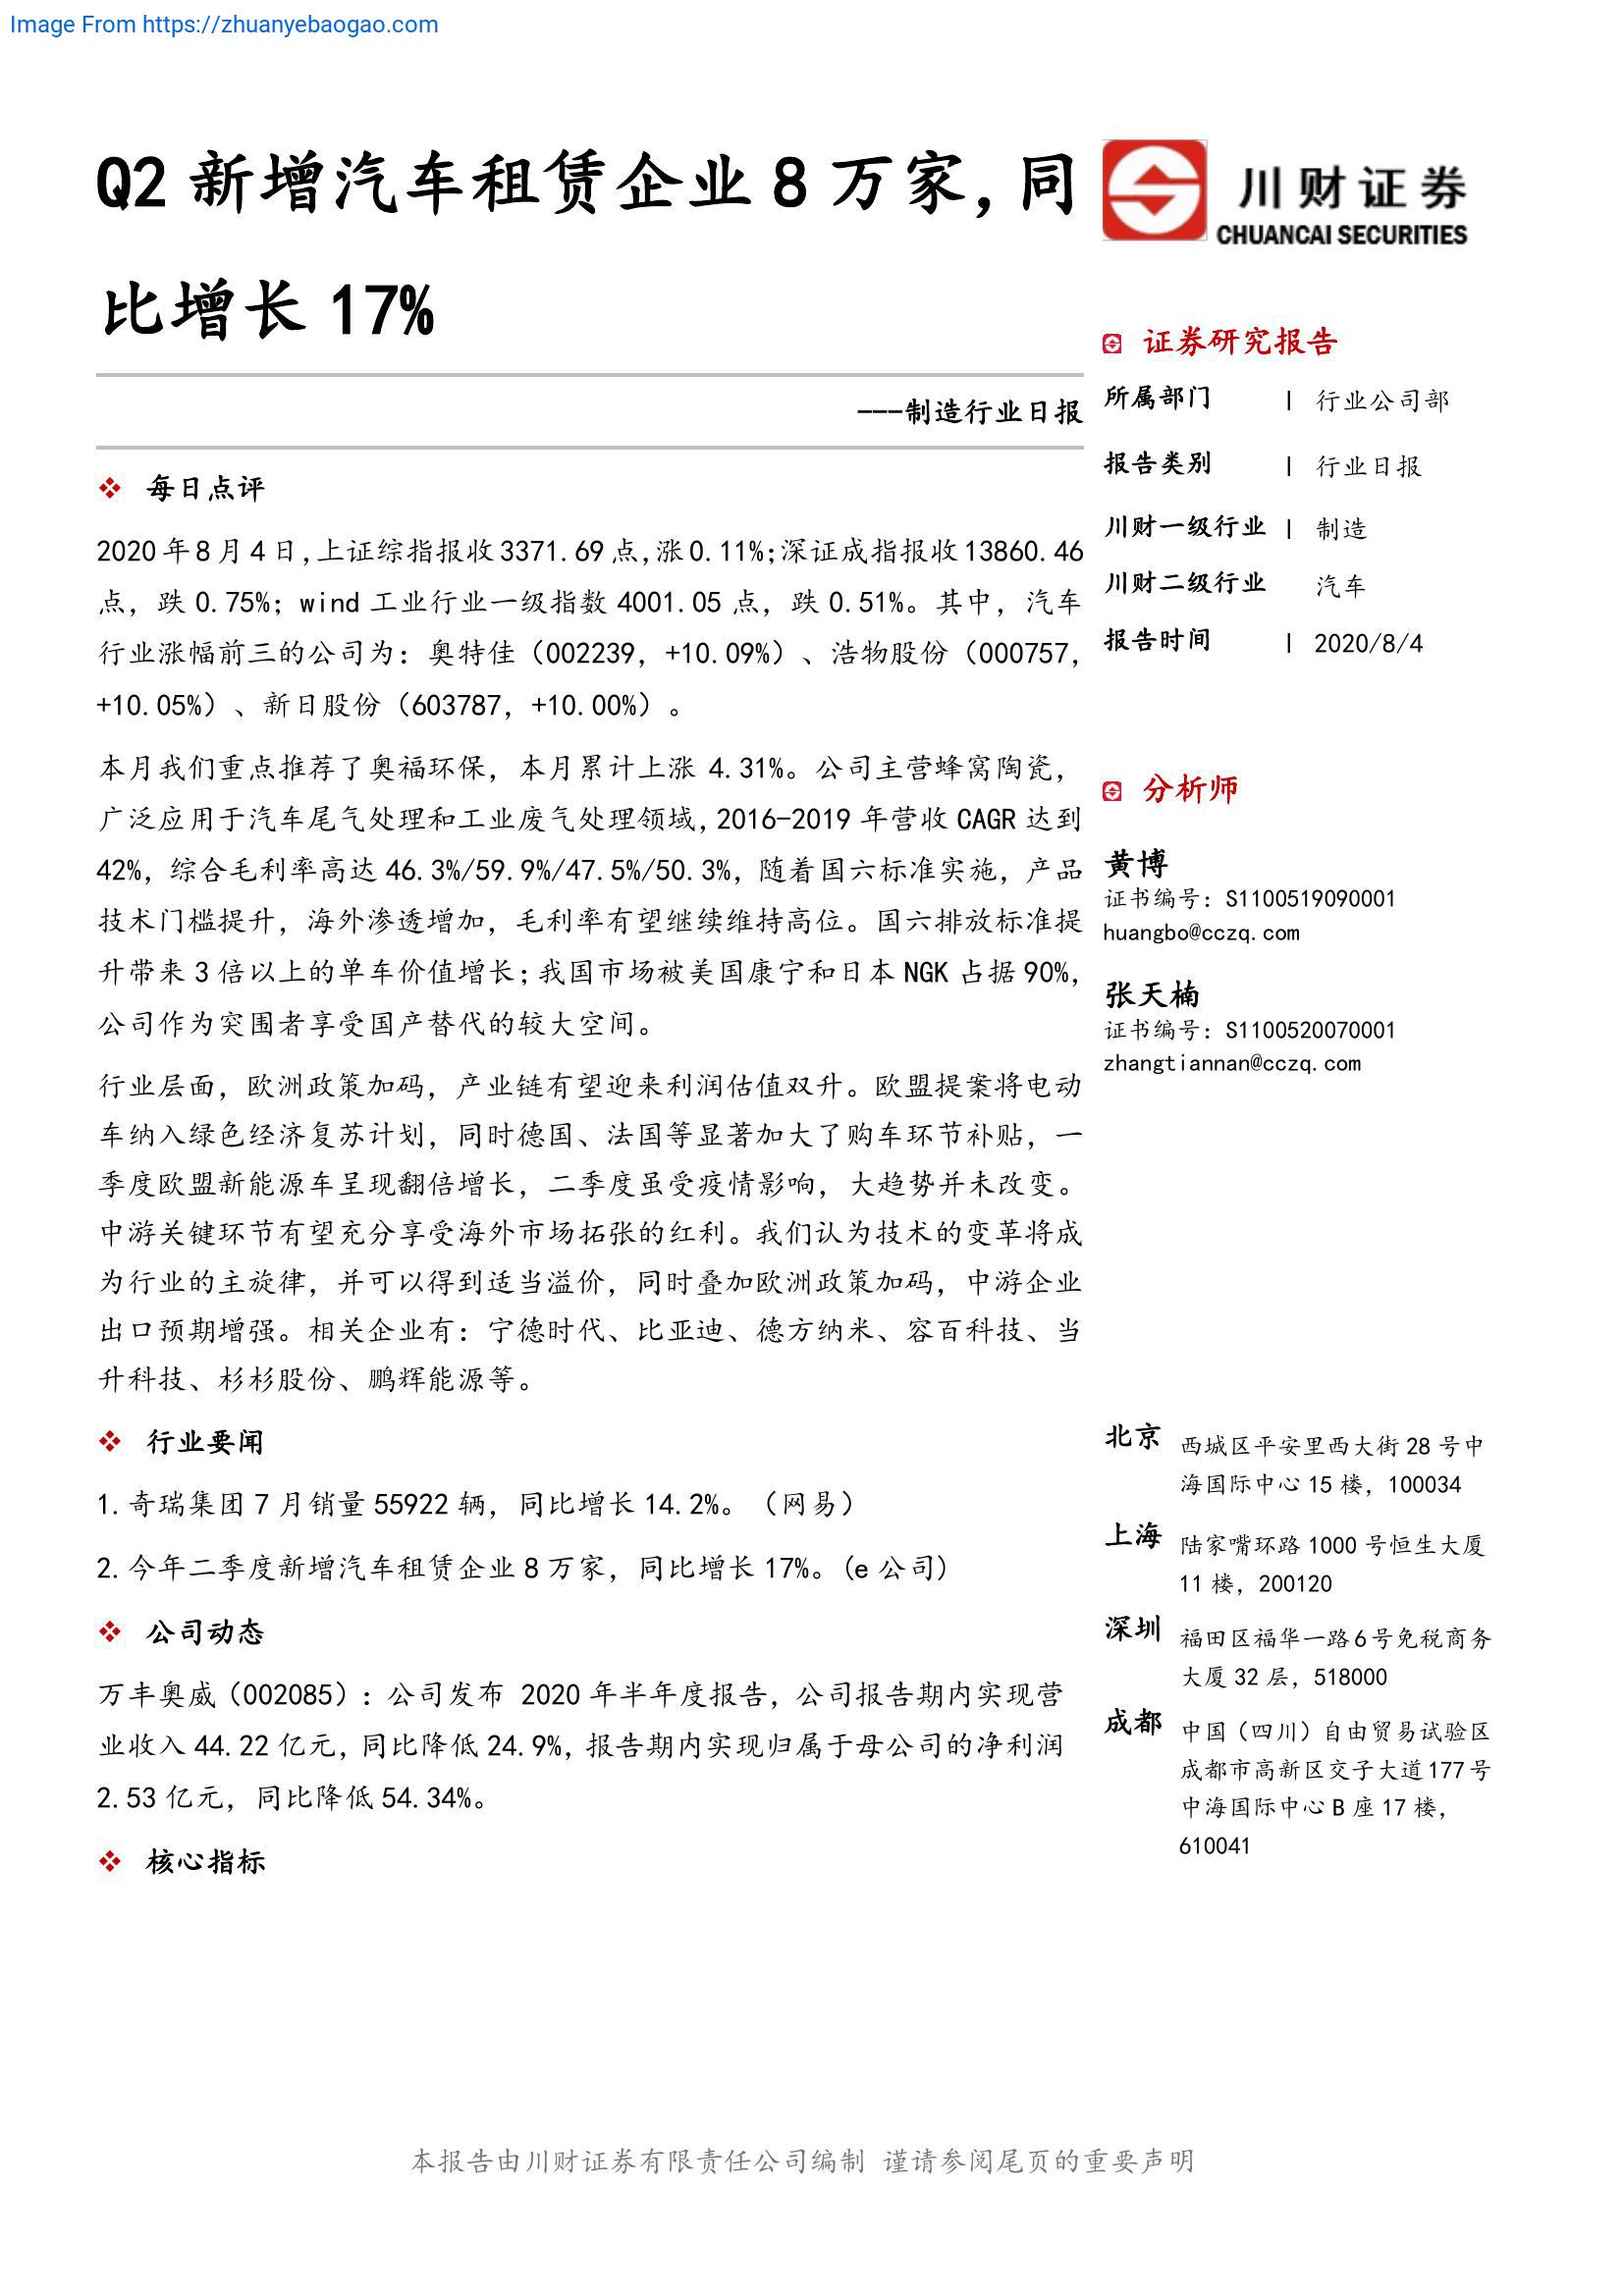 Image From https://zhuanyebaogao.com
Q2 新增汽车租赁企业 8 万家，同
比增长 17%
---制造行业日报
❖ 每日点评
2020 年 8 月 4 日，上证综指报收 3371.69 点，涨 0.11%；深证成指报收 13860.46
点，跌 0.75%；wind 工业行业一级指数 4001.05 点，跌 0.51%。其中，汽车
行业涨幅前三的公司为：奥特佳（002239，+10.09%）、浩物股份（000757，
+10.05%）、新日股份（603787，+10.00%）。
本月我们重点推荐了奥福环保，本月累计上涨 4.31%。公司主营蜂窝陶瓷，
广泛应用于汽车尾气处理和工业废气处理领域，2016-2019 年营收 CAGR 达到
42%，综合毛利率高达 46.3%/59.9%/47.5%/50.3%，随着国六标准实施，产品
技术门槛提升，海外渗透增加，毛利率有望继续维持高位。国六排放标准提
升带来 3 倍以上的单车价值增长；我国市场被美国康宁和日本 NGK 占据 90%，
公司作为突围者享受国产替代的较大空间。
行业层面，欧洲政策加码，产业链有望迎来利润估值双升。欧盟提案将电动
车纳入绿色经济复苏计划，同时德国、法国等显著加大了购车环节补贴，一
季度欧盟新能源车呈现翻倍增长，二季度虽受疫情影响，大趋势并未改变。
中游关键环节有望充分享受海外市场拓张的红利。我们认为技术的变革将成
为行业的主旋律，并可以得到适当溢价，同时叠加欧洲政策加码，中游企业
出口预期增强。相关企业有：宁德时代、比亚迪、德方纳米、容百科技、当
升科技、杉杉股份、鹏辉能源等。
❖ 行业要闻
1. 奇瑞集团 7 月销量 55922 辆，同比增长 14.2%。（网易）
2. 今年二季度新增汽车租赁企业 8 万家，同比增长 17%。(e 公司)
❖ 公司动态
万丰奥威（002085）：公司发布 2020 年半年度报告，公司报告期内实现营
业收入 44.22 亿元，同比降低 24.9%，报告期内实现归属于母公司的净利润
2.53 亿元，同比降低 54.34%。
❖ 核心指标
川财证券
CHUANCAI SECURITIES
证券研究报告
所属部门 | 行业公司部
报告类别 | 行业日报
川财一级行业 | 制造
川财二级行业 汽车
报告时间 | 2020/8/4
分析师
黄博
证书编号：S1100519090001
huangbo@cczq.com
张天楠
证书编号：S1100520070001
zhangtiannan@cczq.com
北京 西城区平安里西大街 28 号中
海国际中心 15 楼，100034
上海 陆家嘴环路 1000 号恒生大厦
11 楼，200120
深圳 福田区福华一路 6 号免税商务
大厦 32 层，518000
成都 中国（四川）自由贸易试验区
成都市高新区交子大道 177 号
中海国际中心 B 座 17 楼，
610041
本报告由川财证券有限责任公司编制 谨请参阅尾页的重要声明